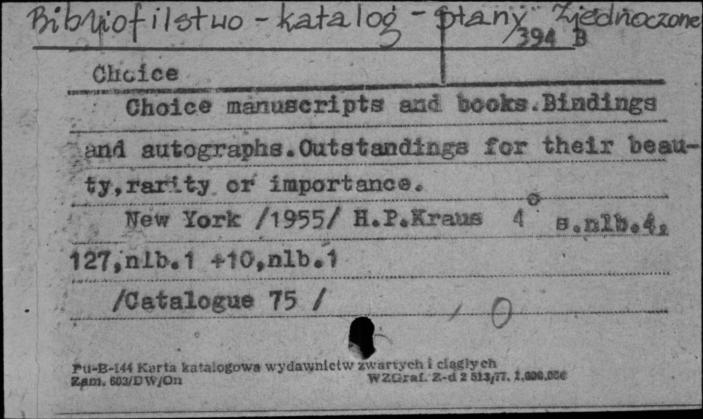 Bibliofilstwo - katalog - Stany Zjednoczone
394 B
Choice
Choice manuscripts and books.Bindings
and autographs.Outstandings for their beau-
ty,rarity or importance.
New York /1955/ H.P.Kraus 4° s.nlb.4,
127,nlb.1 +10,nlb.1
/Catalogue 75 /
Pu-B-144 Karta katalogowa wydawnictw zwartych i ciągłych
Zam. 603/DW/On WZGraf. Z-d 2 513/77. 1.000.000